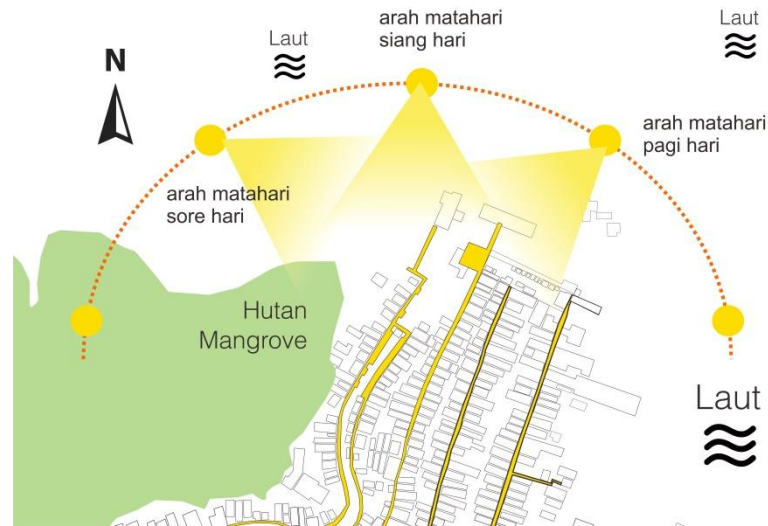 arah matahari
siang hari
Laut
Laut
N
arah matahari
pagi hari
arah matahari
sore hari
Hutan
Mangrove
Laut